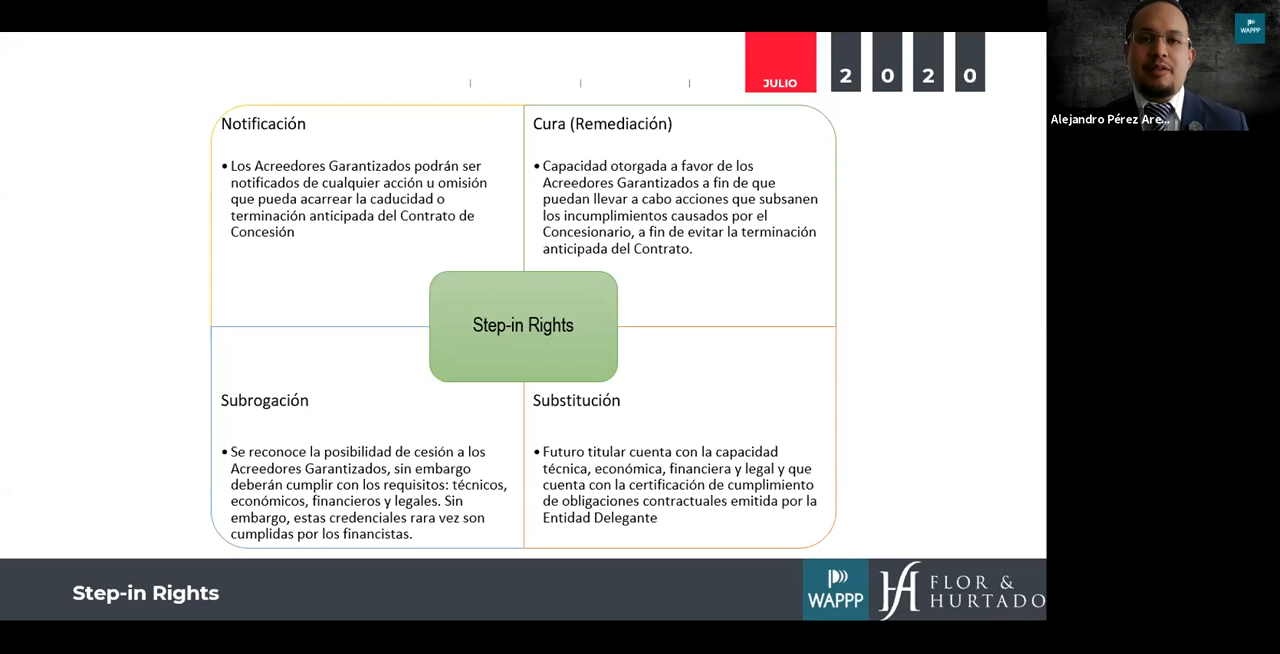 JULIO
2 0 2 0
WAPPP
Alejandro Pérez Are...
Notificación
• Los Acreedores Garantizados podrán ser
notificados de cualquier acción u omisión
que pueda acarrear la caducidad o
terminación anticipada del Contrato de
Concesión
Cura (Remediación)
• Capacidad otorgada a favor de los
Acreedores Garantizados a fin de que
puedan llevar a cabo acciones que subsanen
los incumplimientos causados por el
Concesionario, a fin de evitar la terminación
anticipada del Contrato.
Step-in Rights
Subrogación
• Se reconoce la posibilidad de cesión a los
Acreedores Garantizados, sin embargo
deberán cumplir con los requisitos: técnicos,
económicos, financieros y legales. Sin
embargo, estas credenciales rara vez son
cumplidas por los financistas.
Substitución
• Futuro titular cuenta con la capacidad
técnica, económica, financiera y legal y que
cuenta con la certificación de cumplimiento
de obligaciones contractuales emitida por la
Entidad Delegante
Step-in Rights
WAPPP
FLOR &
HURTADO